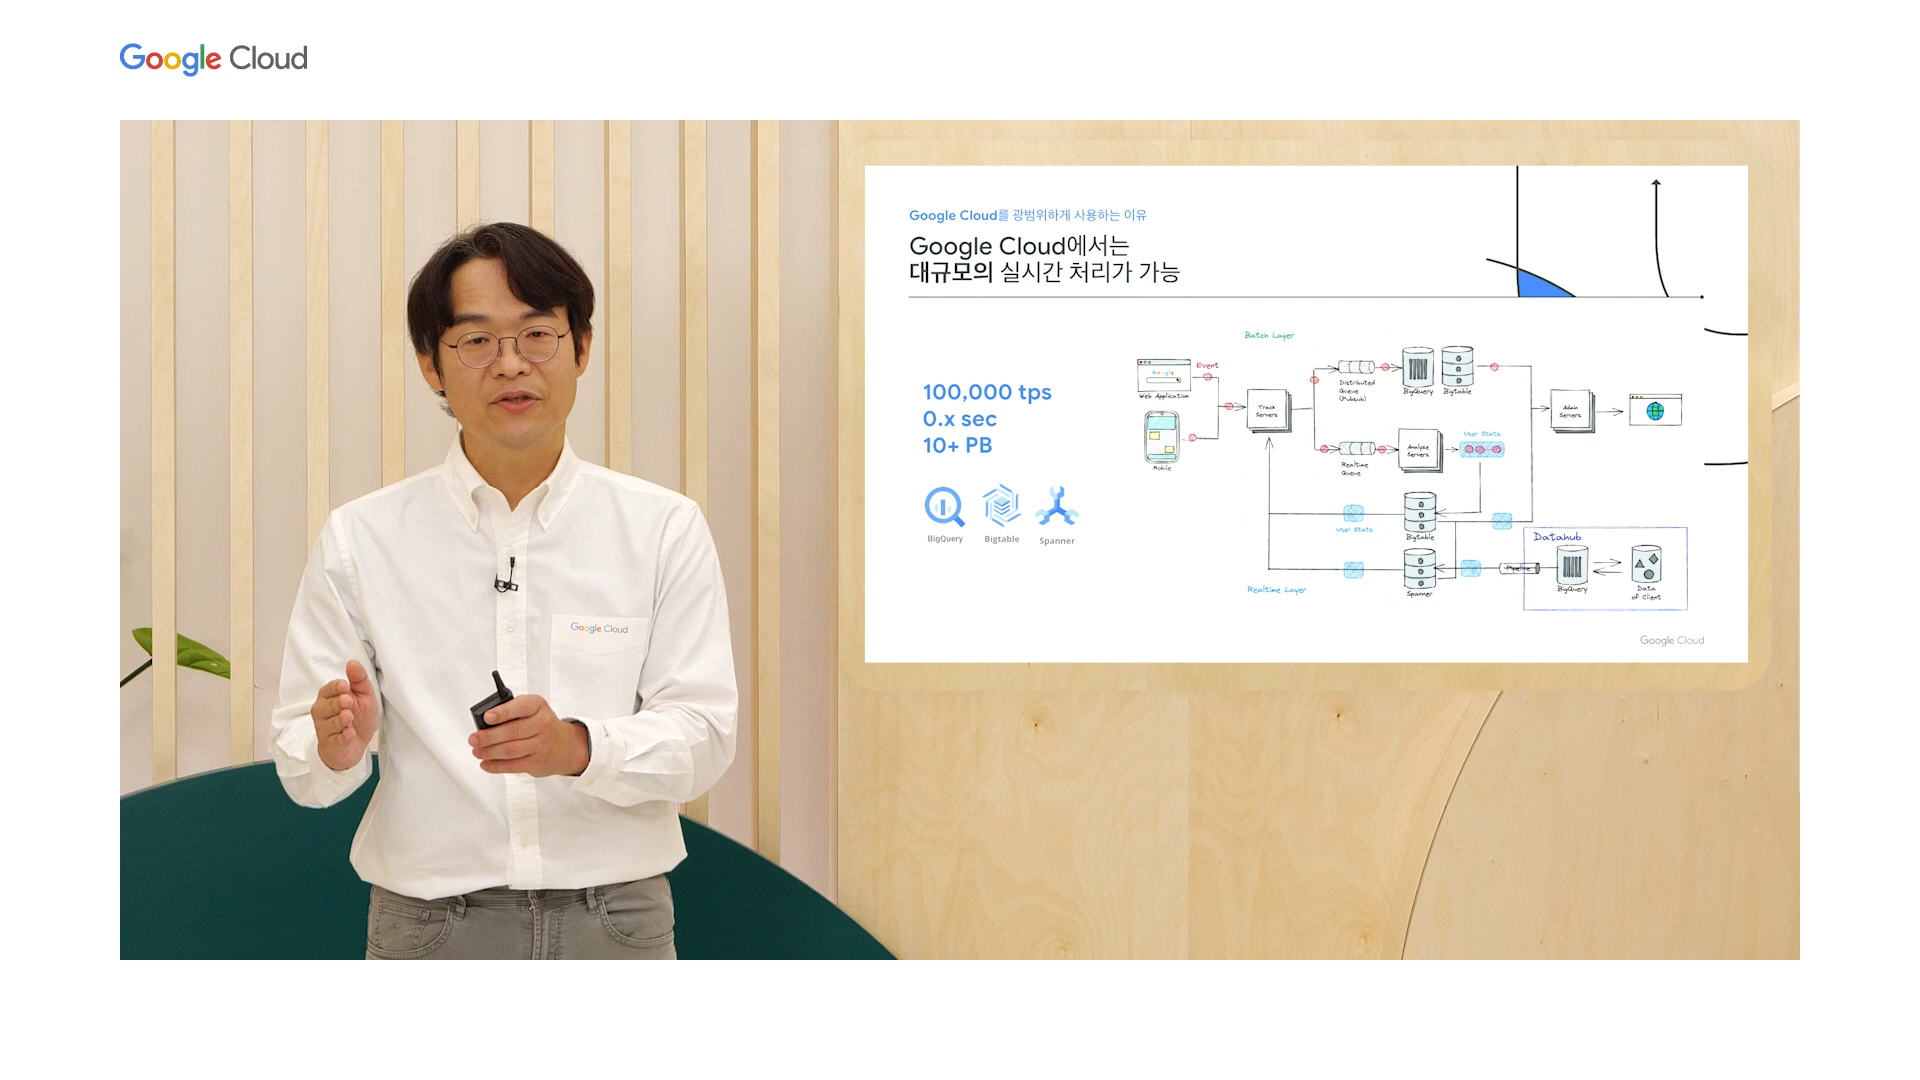 Google Cloud
Google Cloud를 광범위하게 사용하는 이유
Google Cloud에서는
대규모의 실시간 처리가 가능
100,000 tps
0.x sec
10+ PB
BigQuery
Bigtable
Spanner
Batch Layer
Google
Event
Web Application
Mobile
Track
Servers
Distributed
Queue
(Pubsub)
BigQuery
Bigtable
Realtime
Queue
Analyze
Servers
User Stats
Admin
Servers
User Stats
Bigtable
Spanner
Realtime Layer
Datahub
Pipeline
BigQuery
Data
of Client
Google Cloud
Google Cloud